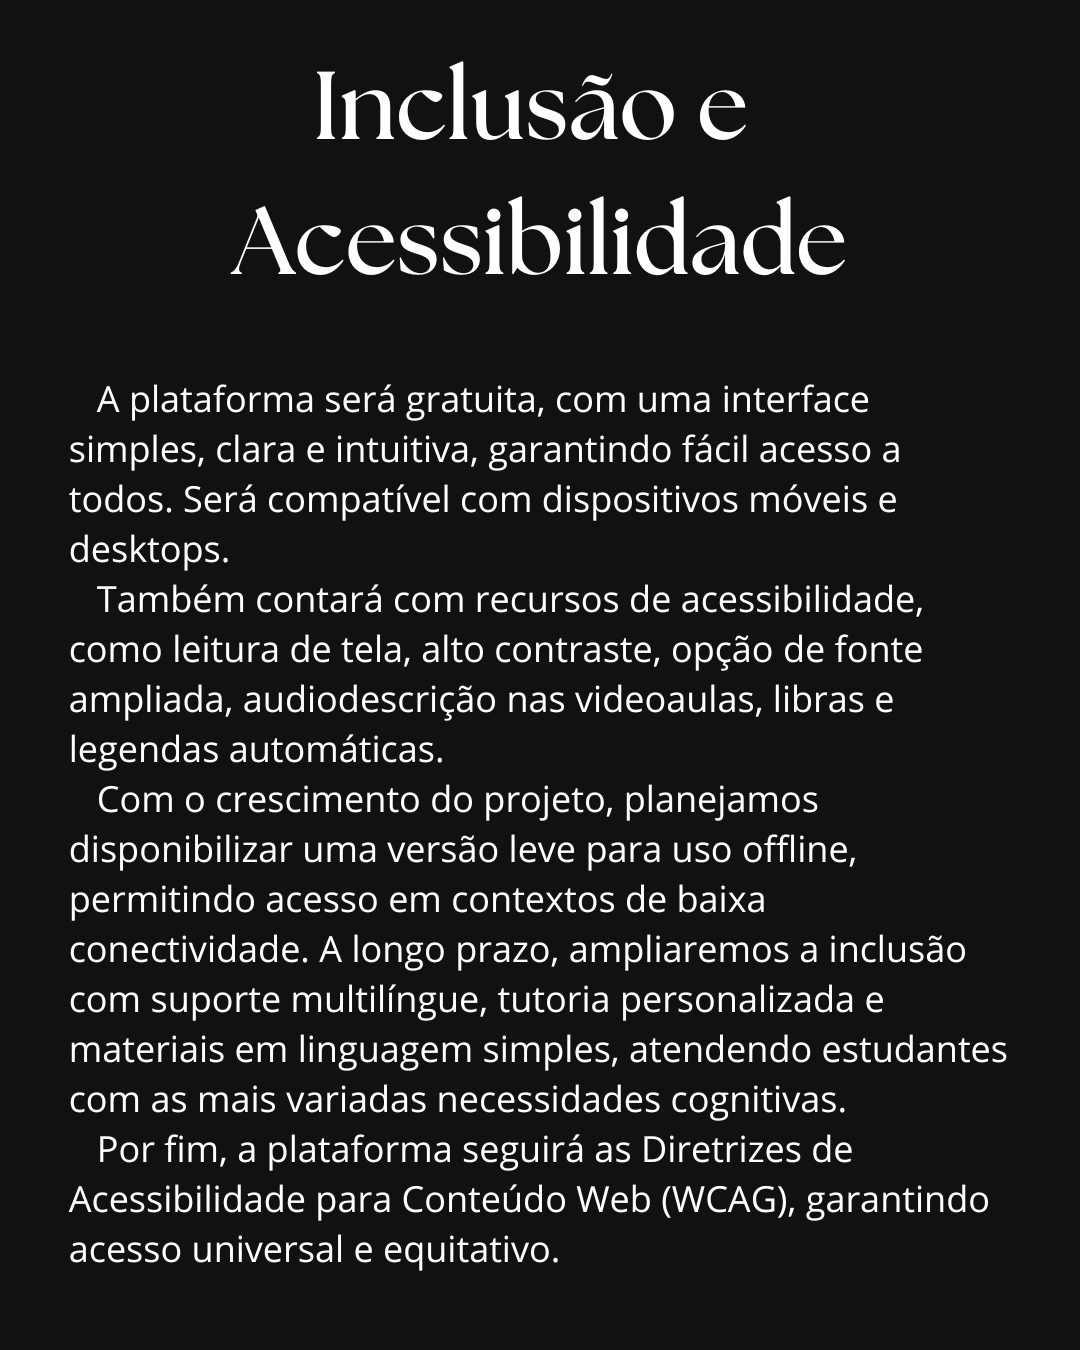 Inclusão e
Acessibilidade
A plataforma será gratuita, com uma interface
simples, clara e intuitiva, garantindo fácil acesso a
todos. Será compatível com dispositivos móveis e
desktops.
Também contará com recursos de acessibilidade,
como leitura de tela, alto contraste, opção de fonte
ampliada, audiodescrição nas videoaulas, libras e
legendas automáticas.
Com o crescimento do projeto, planejamos
disponibilizar uma versão leve para uso offline,
permitindo acesso em contextos de baixa
conectividade. A longo prazo, ampliaremos a inclusão
com suporte multilíngue, tutoria personalizada e
materiais em linguagem simples, atendendo estudantes
com as mais variadas necessidades cognitivas.
Por fim, a plataforma seguirá as Diretrizes de
Acessibilidade para Conteúdo Web (WCAG), garantindo
acesso universal e equitativo.